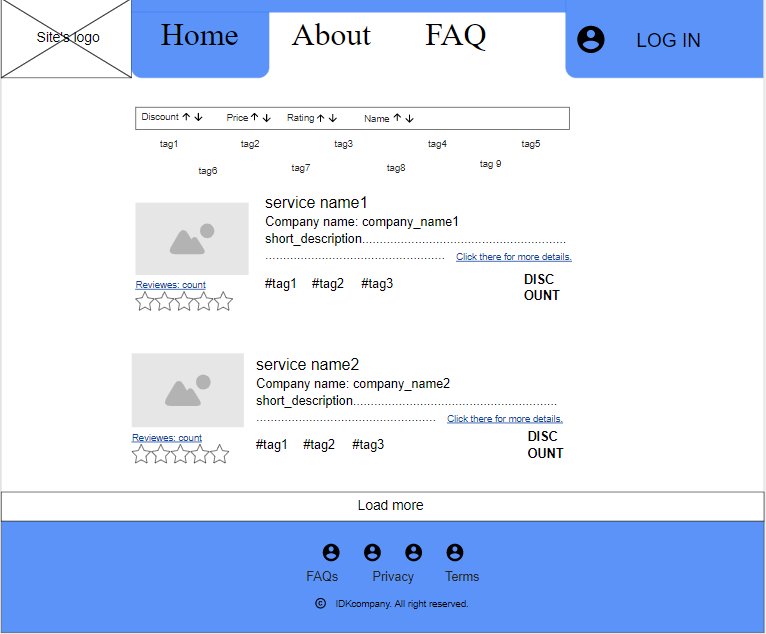 Site's logo
Home About FAQ
LOG IN
Discount Price Rating Name
tag1 tag2 tag3 tag4 tag5
tag6 tag7 tag8 tag 9
service name1
Company name: company_name1
short_description..........................................................
................................................... Click there for more details.
Reviewes: count
#tag1 #tag2 #tag3
DISC
OUNT
service name2
Company name: company_name2
short_description..........................................................
................................................... Click there for more details.
Reviewes: count
#tag1 #tag2 #tag3
DISC
OUNT
Load more
FAQs Privacy Terms
© IDKcompany. All right reserved.